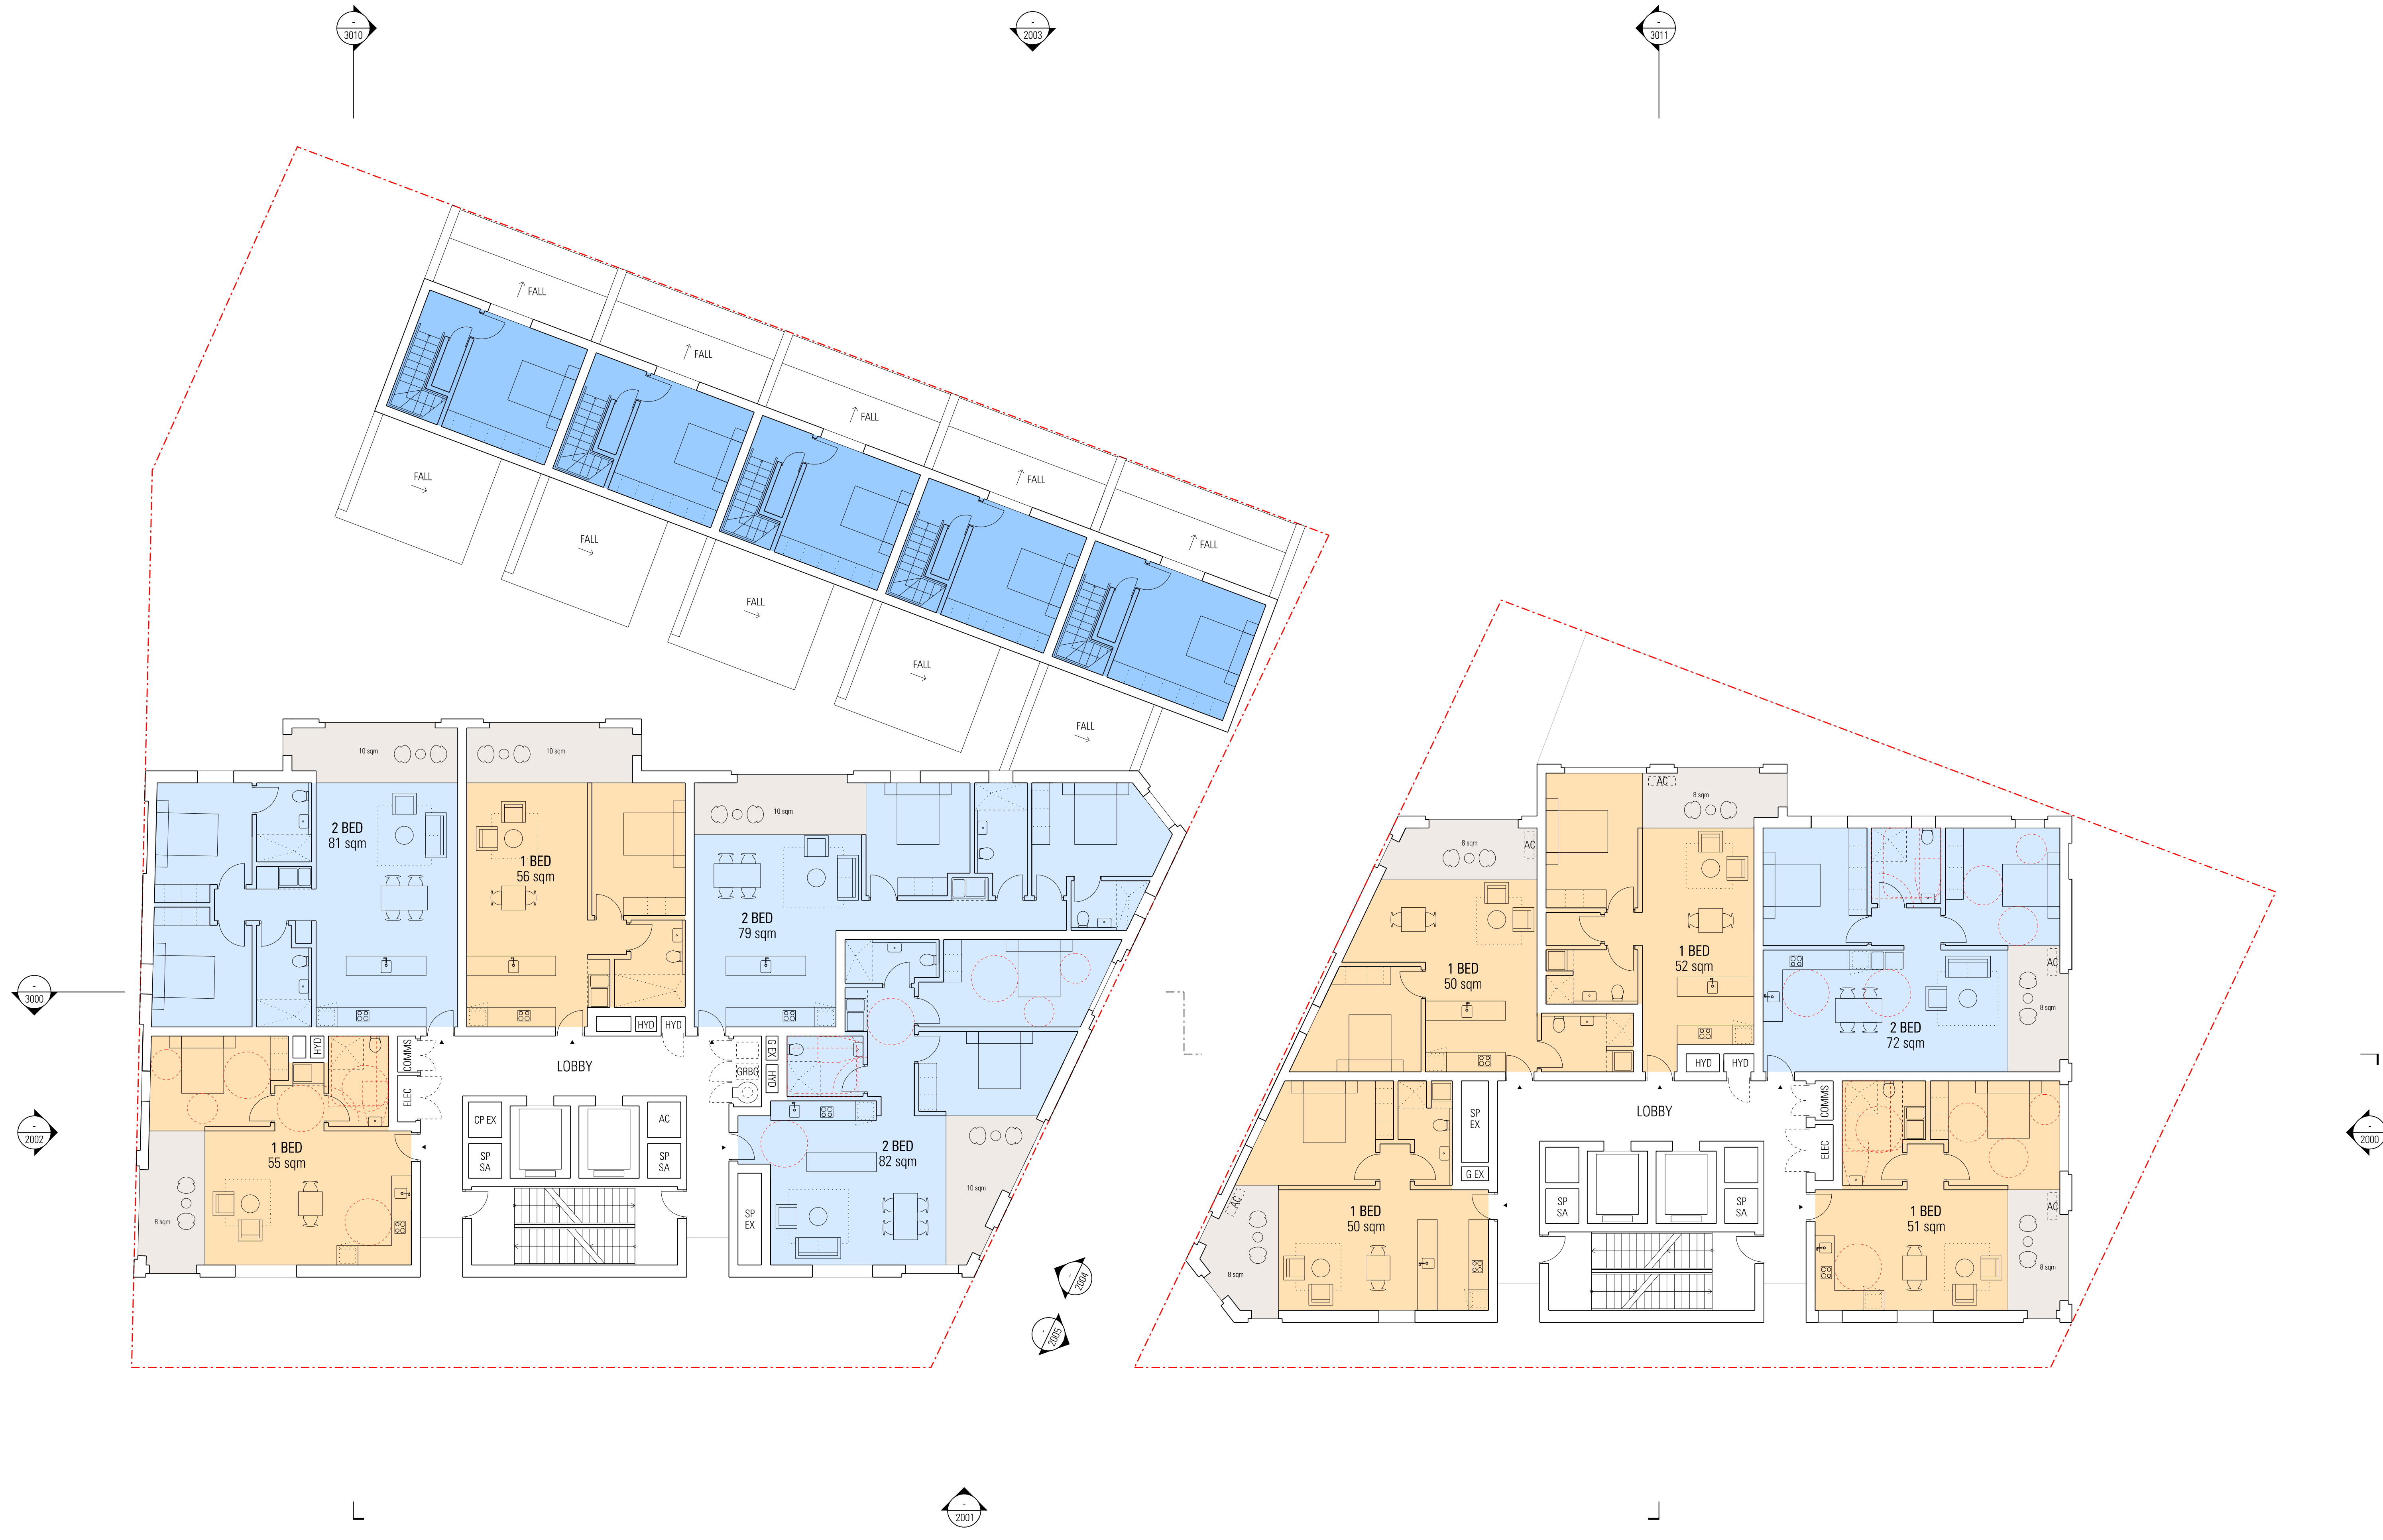 -
3010
-
2003
-
3011
FALL
FALL
FALL
FALL
FALL
FALL
FALL
FALL
FALL
FALL
10 sqm
10 sqm
10 sqm
2 BED
81 sqm
1 BED
56 sqm
2 BED
79 sqm
HYD
HYD
HYD
COMMS
ELEC
LOBBY
GRBG
G EX
HYD
CP EX
SP
SA
AC
SP
SA
SP
EX
1 BED
55 sqm
8 sqm
2 BED
82 sqm
10 sqm
-
3000
-
2002
-
2004
-
2005
-
2001
AC
8 sqm
8 sqm
AC
1 BED
50 sqm
1 BED
52 sqm
AC
8 sqm
2 BED
72 sqm
HYD
HYD
LOBBY
COMMS
ELEC
SP
EX
G EX
SP
SA
SP
SA
AC
8 sqm
1 BED
50 sqm
1 BED
51 sqm
AC
8 sqm
-
2000